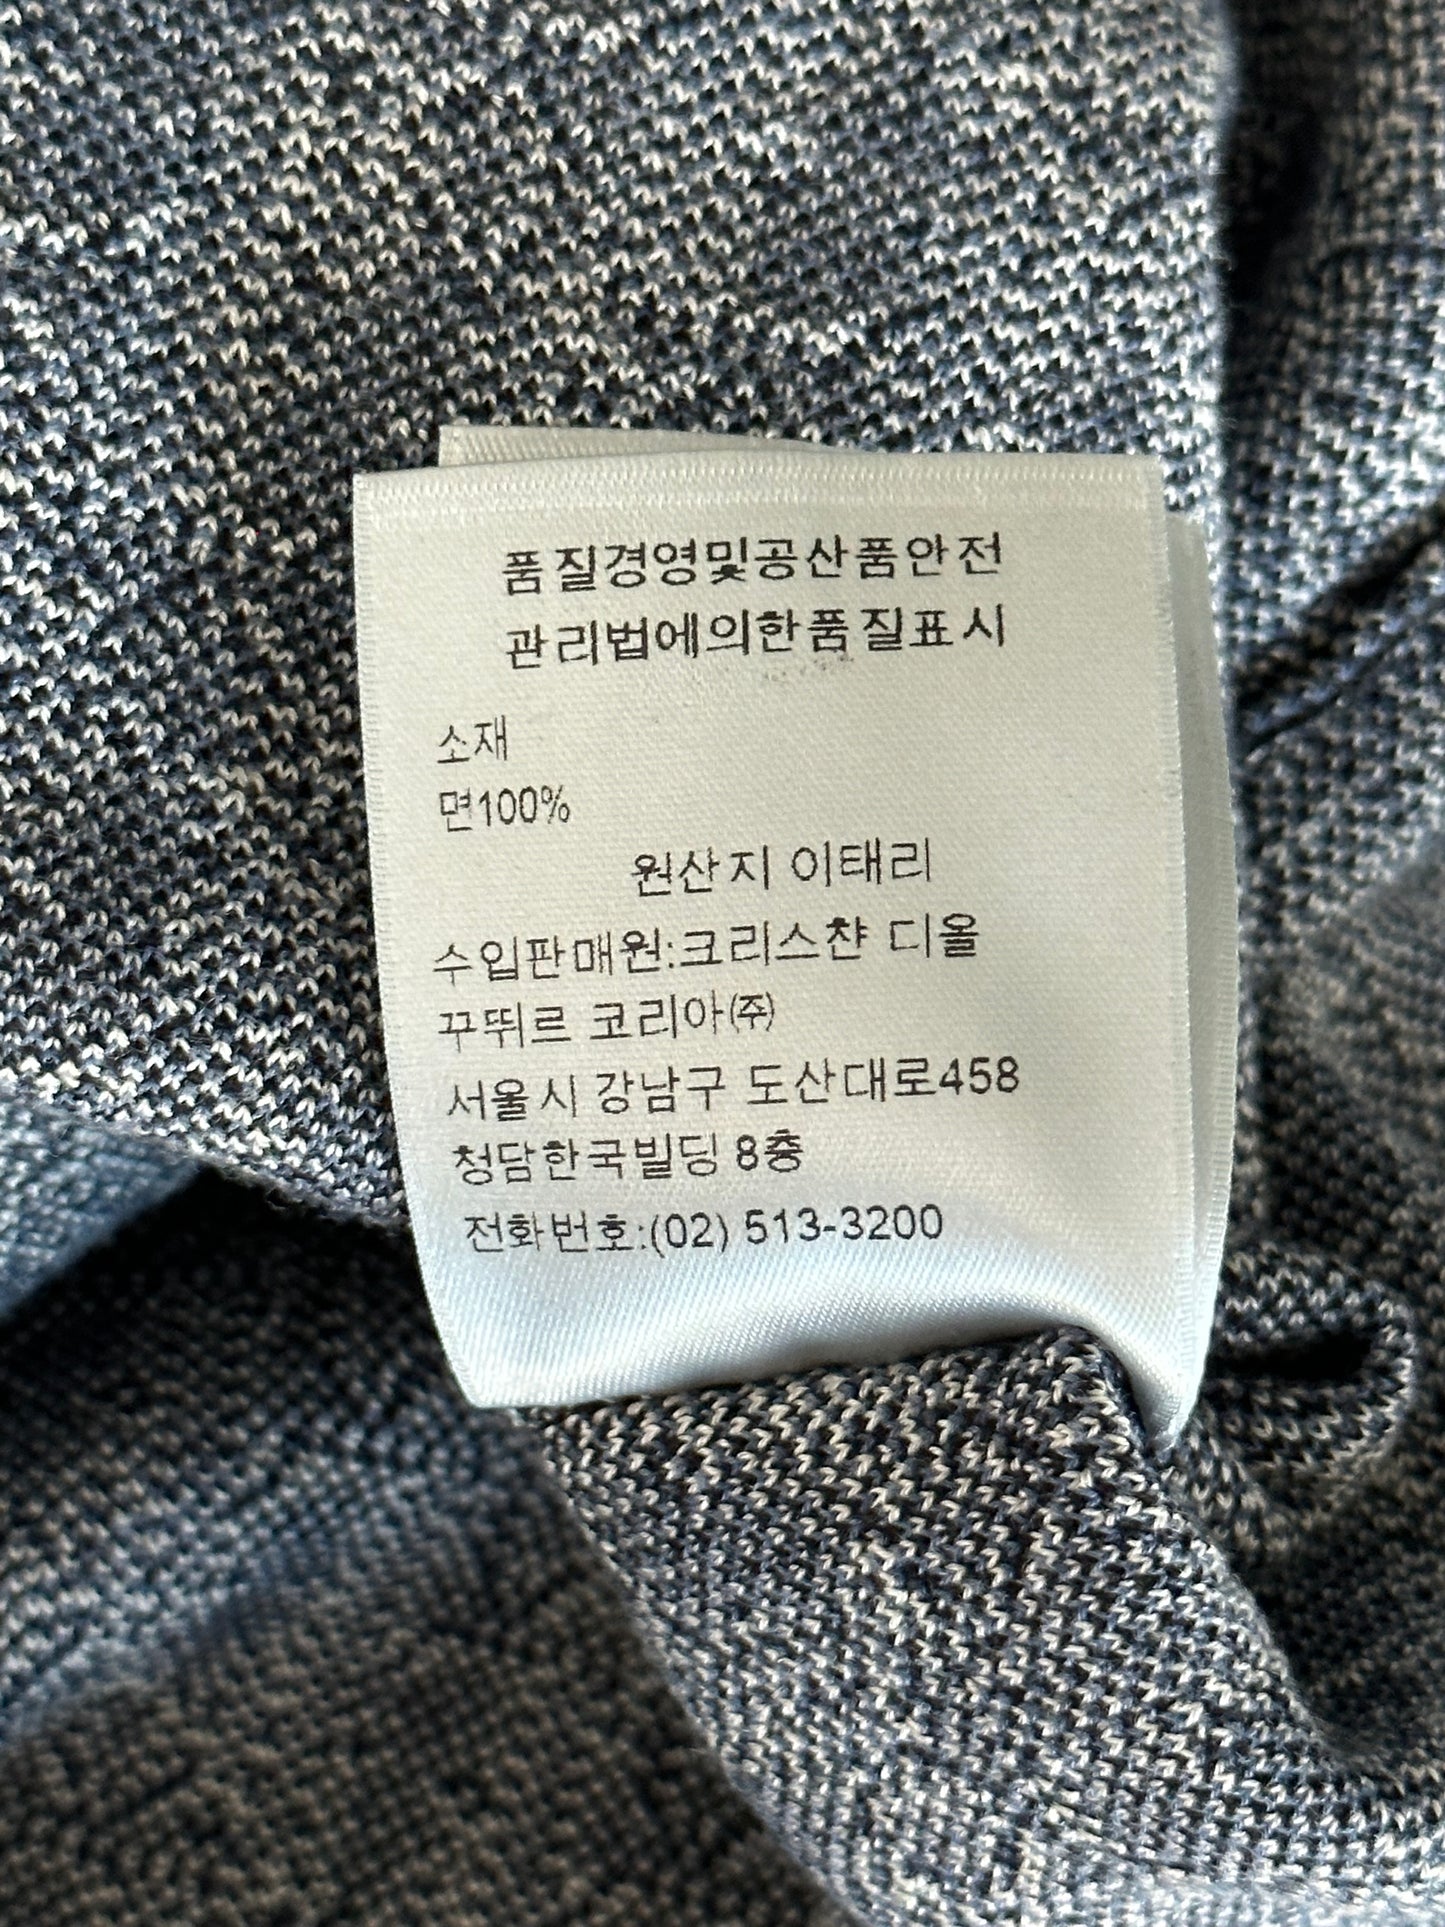 품질경영및공산품안전
관리법에의한품질표시
소재
면100%
원산지 이태리
수입판매원:크리스챤 디올
꾸뛰르 코리아㈜
서울시 강남구 도산대로458
청담한국빌딩 8층
전화번호:(02) 513-3200